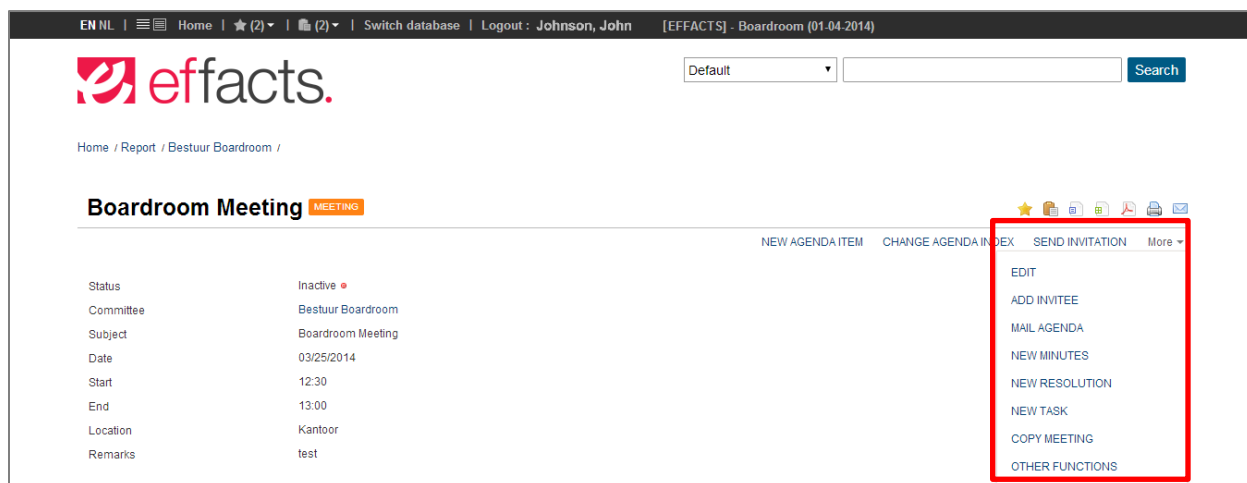 EN NL | Home | (2) | (2) | Switch database | Logout : Johnson, John [EFFACTS] - Boardroom (01-04-2014)
effacts.
Default Search
Home / Report / Bestuur Boardroom /
Boardroom Meeting MEETING
NEW AGENDA ITEM CHANGE AGENDA INDEX SEND INVITATION More
EDIT
Status Inactive
ADD INVITEE
Committee Bestuur Boardroom
MAIL AGENDA
Subject Boardroom Meeting
Date 03/25/2014
NEW MINUTES
Start 12:30
NEW RESOLUTION
End 13:00
NEW TASK
Location Kantoor
COPY MEETING
Remarks test
OTHER FUNCTIONS